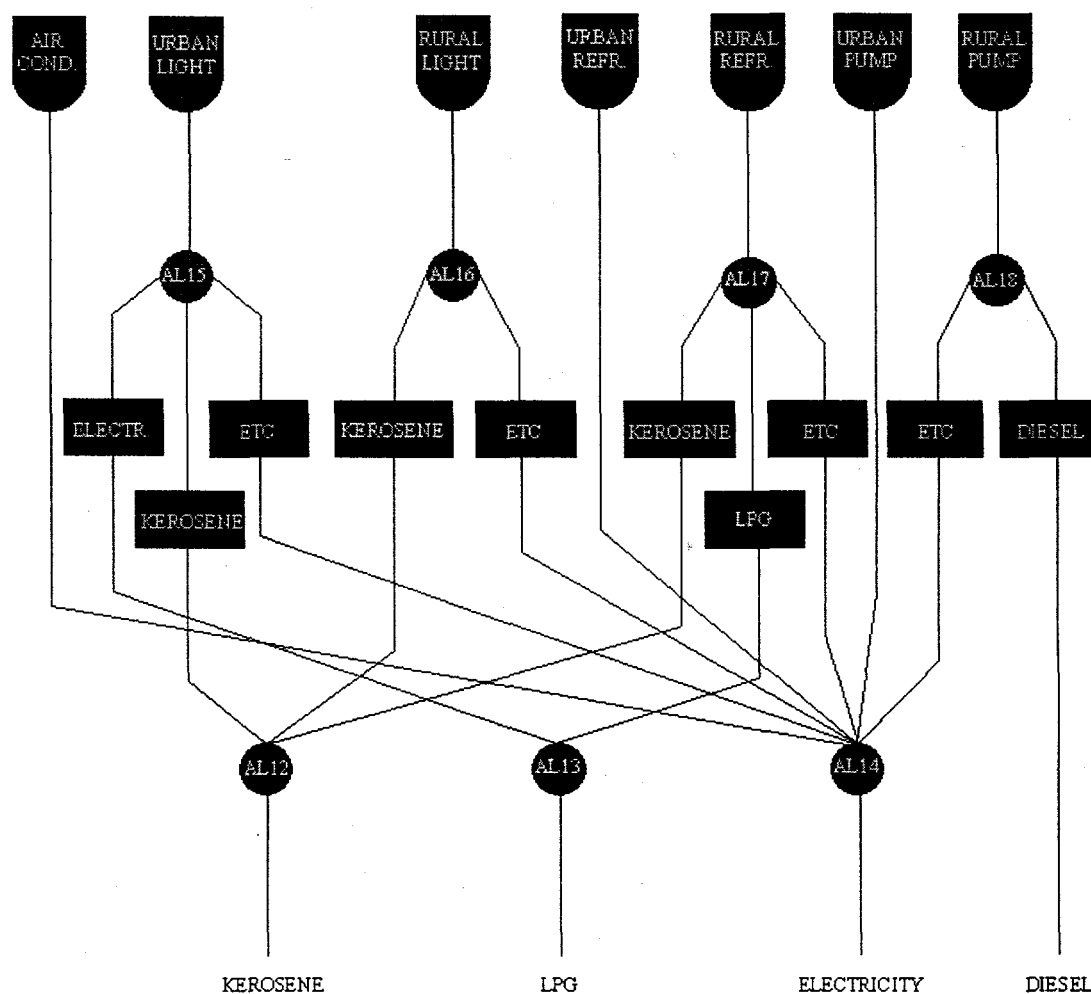 AIR
COND.
URBAN
LIGHT
RURAL
LIGHT
URBAN
REFR.
RURAL
REFR.
URBAN
PUMP
RURAL
PUMP
AL15
AL16
AL17
AL18
ELECTR.
ETC
KEROSENE
ETC
KEROSENE
ETC
ETC
DIESEL
KEROSENE
LPG
AL12
AL13
AL14
KEROSENE
LPG
ELECTRICITY
DIESEL